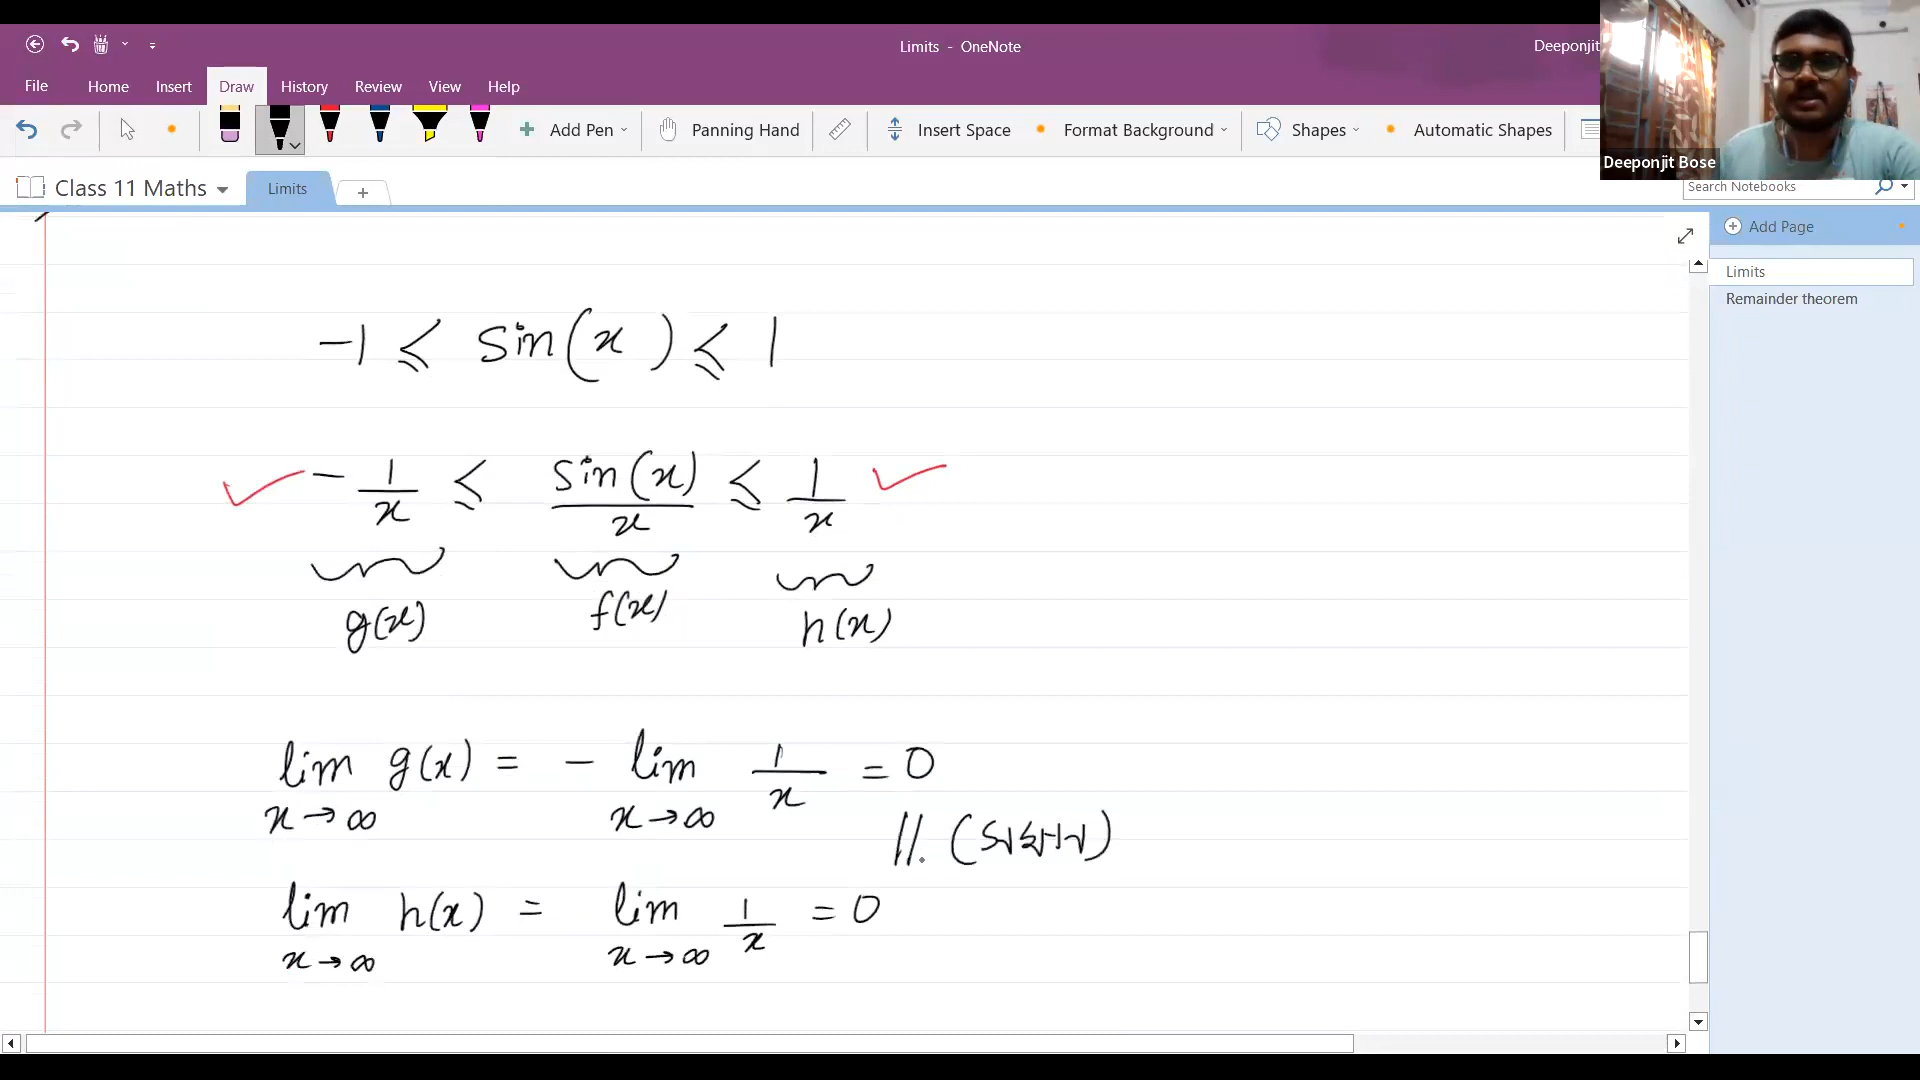 Limits - OneNote
Deeponjit
File Home Insert Draw History Review View Help
Add Pen Panning Hand Insert Space Format Background Shapes Automatic Shapes
Deeponjit Bose
Class 11 Maths Limits +
Search Notebooks
Add Page
Limits
Remainder theorem
-1 ⩽ sin(x) ⩽ 1
- 1/x ⩽ sin(x)/x ⩽ 1/x
g(x) f(x) h(x)
lim x→∞ g(x) = - lim x→∞ 1/x = 0
lim x→∞ h(x) = lim x→∞ 1/x = 0